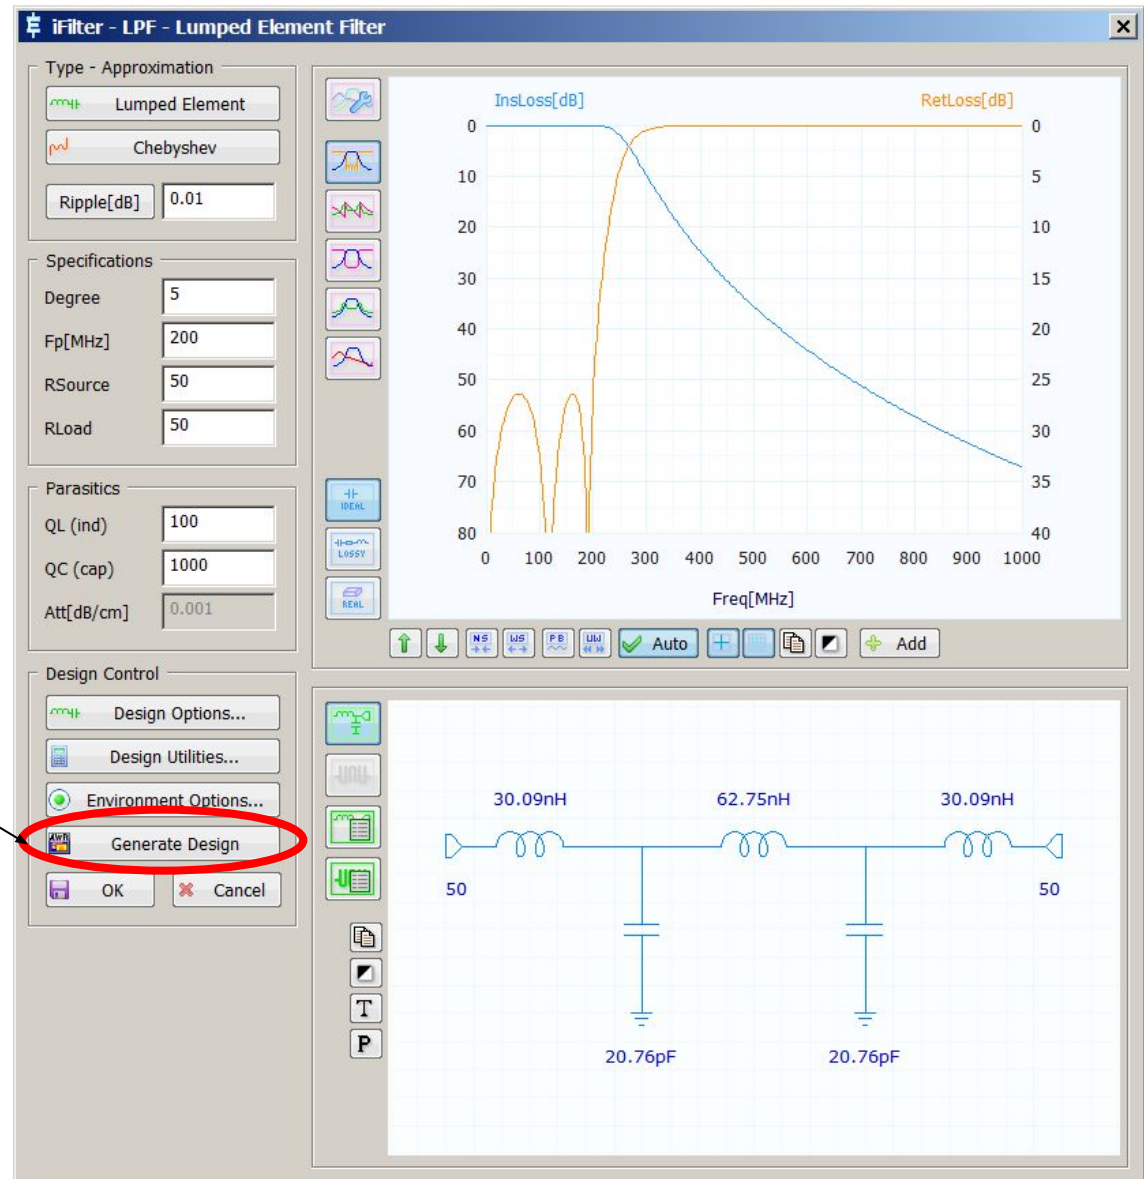 iFilter - LPF - Lumped Element Filter
Type - Approximation
Lumped Element
Chebyshev
Ripple[dB] 0.01
Specifications
Degree 5
Fp[MHz] 200
RSource 50
RLoad 50
Parasitics
QL (ind) 100
QC (cap) 1000
Att[dB/cm] 0.001
Design Control
Design Options...
Design Utilities...
Environment Options...
AWR Generate Design
OK Cancel
InsLoss[dB] RetLoss[dB]
0 0
10 5
20 10
30 15
40 20
50 25
60 30
70 35
80 40
0 100 200 300 400 500 600 700 800 900 1000
Freq[MHz]
IDEAL
LOSSY
REAL
NS WS PB UW Auto Add
30.09nH 62.75nH 30.09nH
50 50
20.76pF 20.76pF
T
P